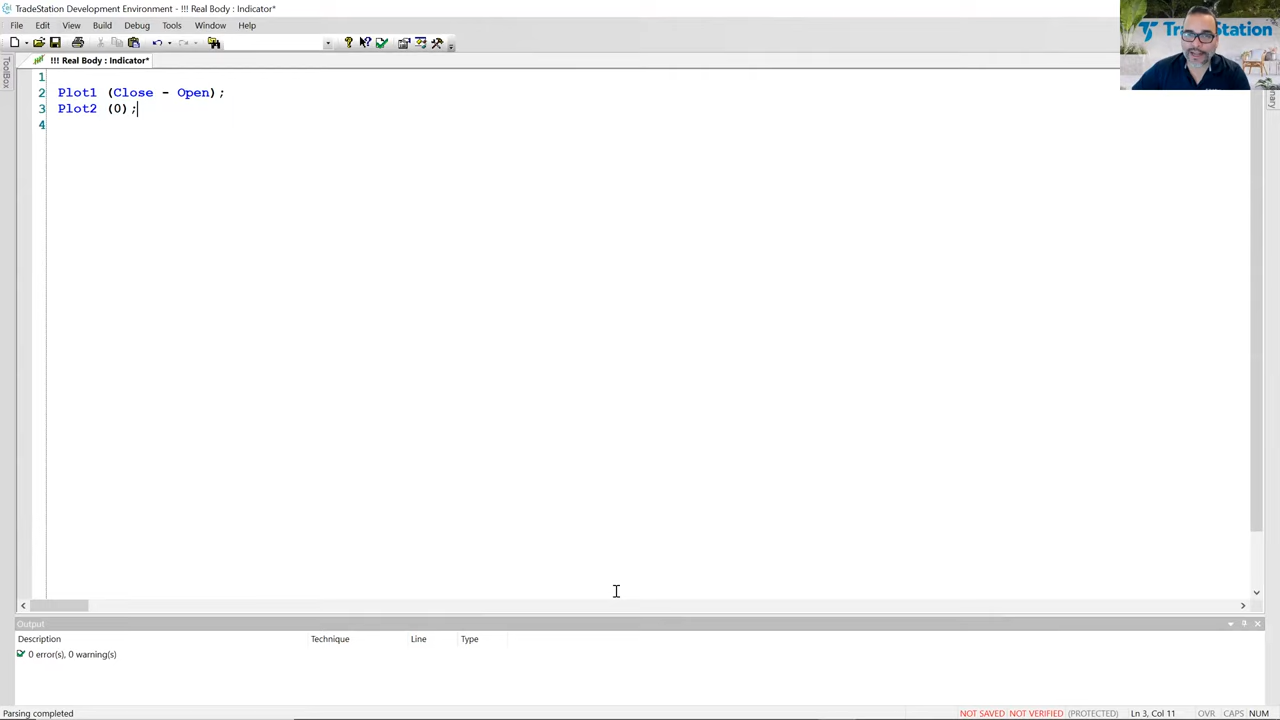 TradeStation Development Environment - !!! Real Body : Indicator*
File Edit View Build Debug Tools Window Help
ToolBox
!!! Real Body : Indicator*
1
2 Plot1 (Close - Open);
3 Plot2 (0);
4
Output
Description Technique Line Type
0 error(s), 0 warning(s)
Parsing completed
NOT SAVED NOT VERIFIED (PROTECTED) Ln 3, Col 11 OVR CAPS NUM